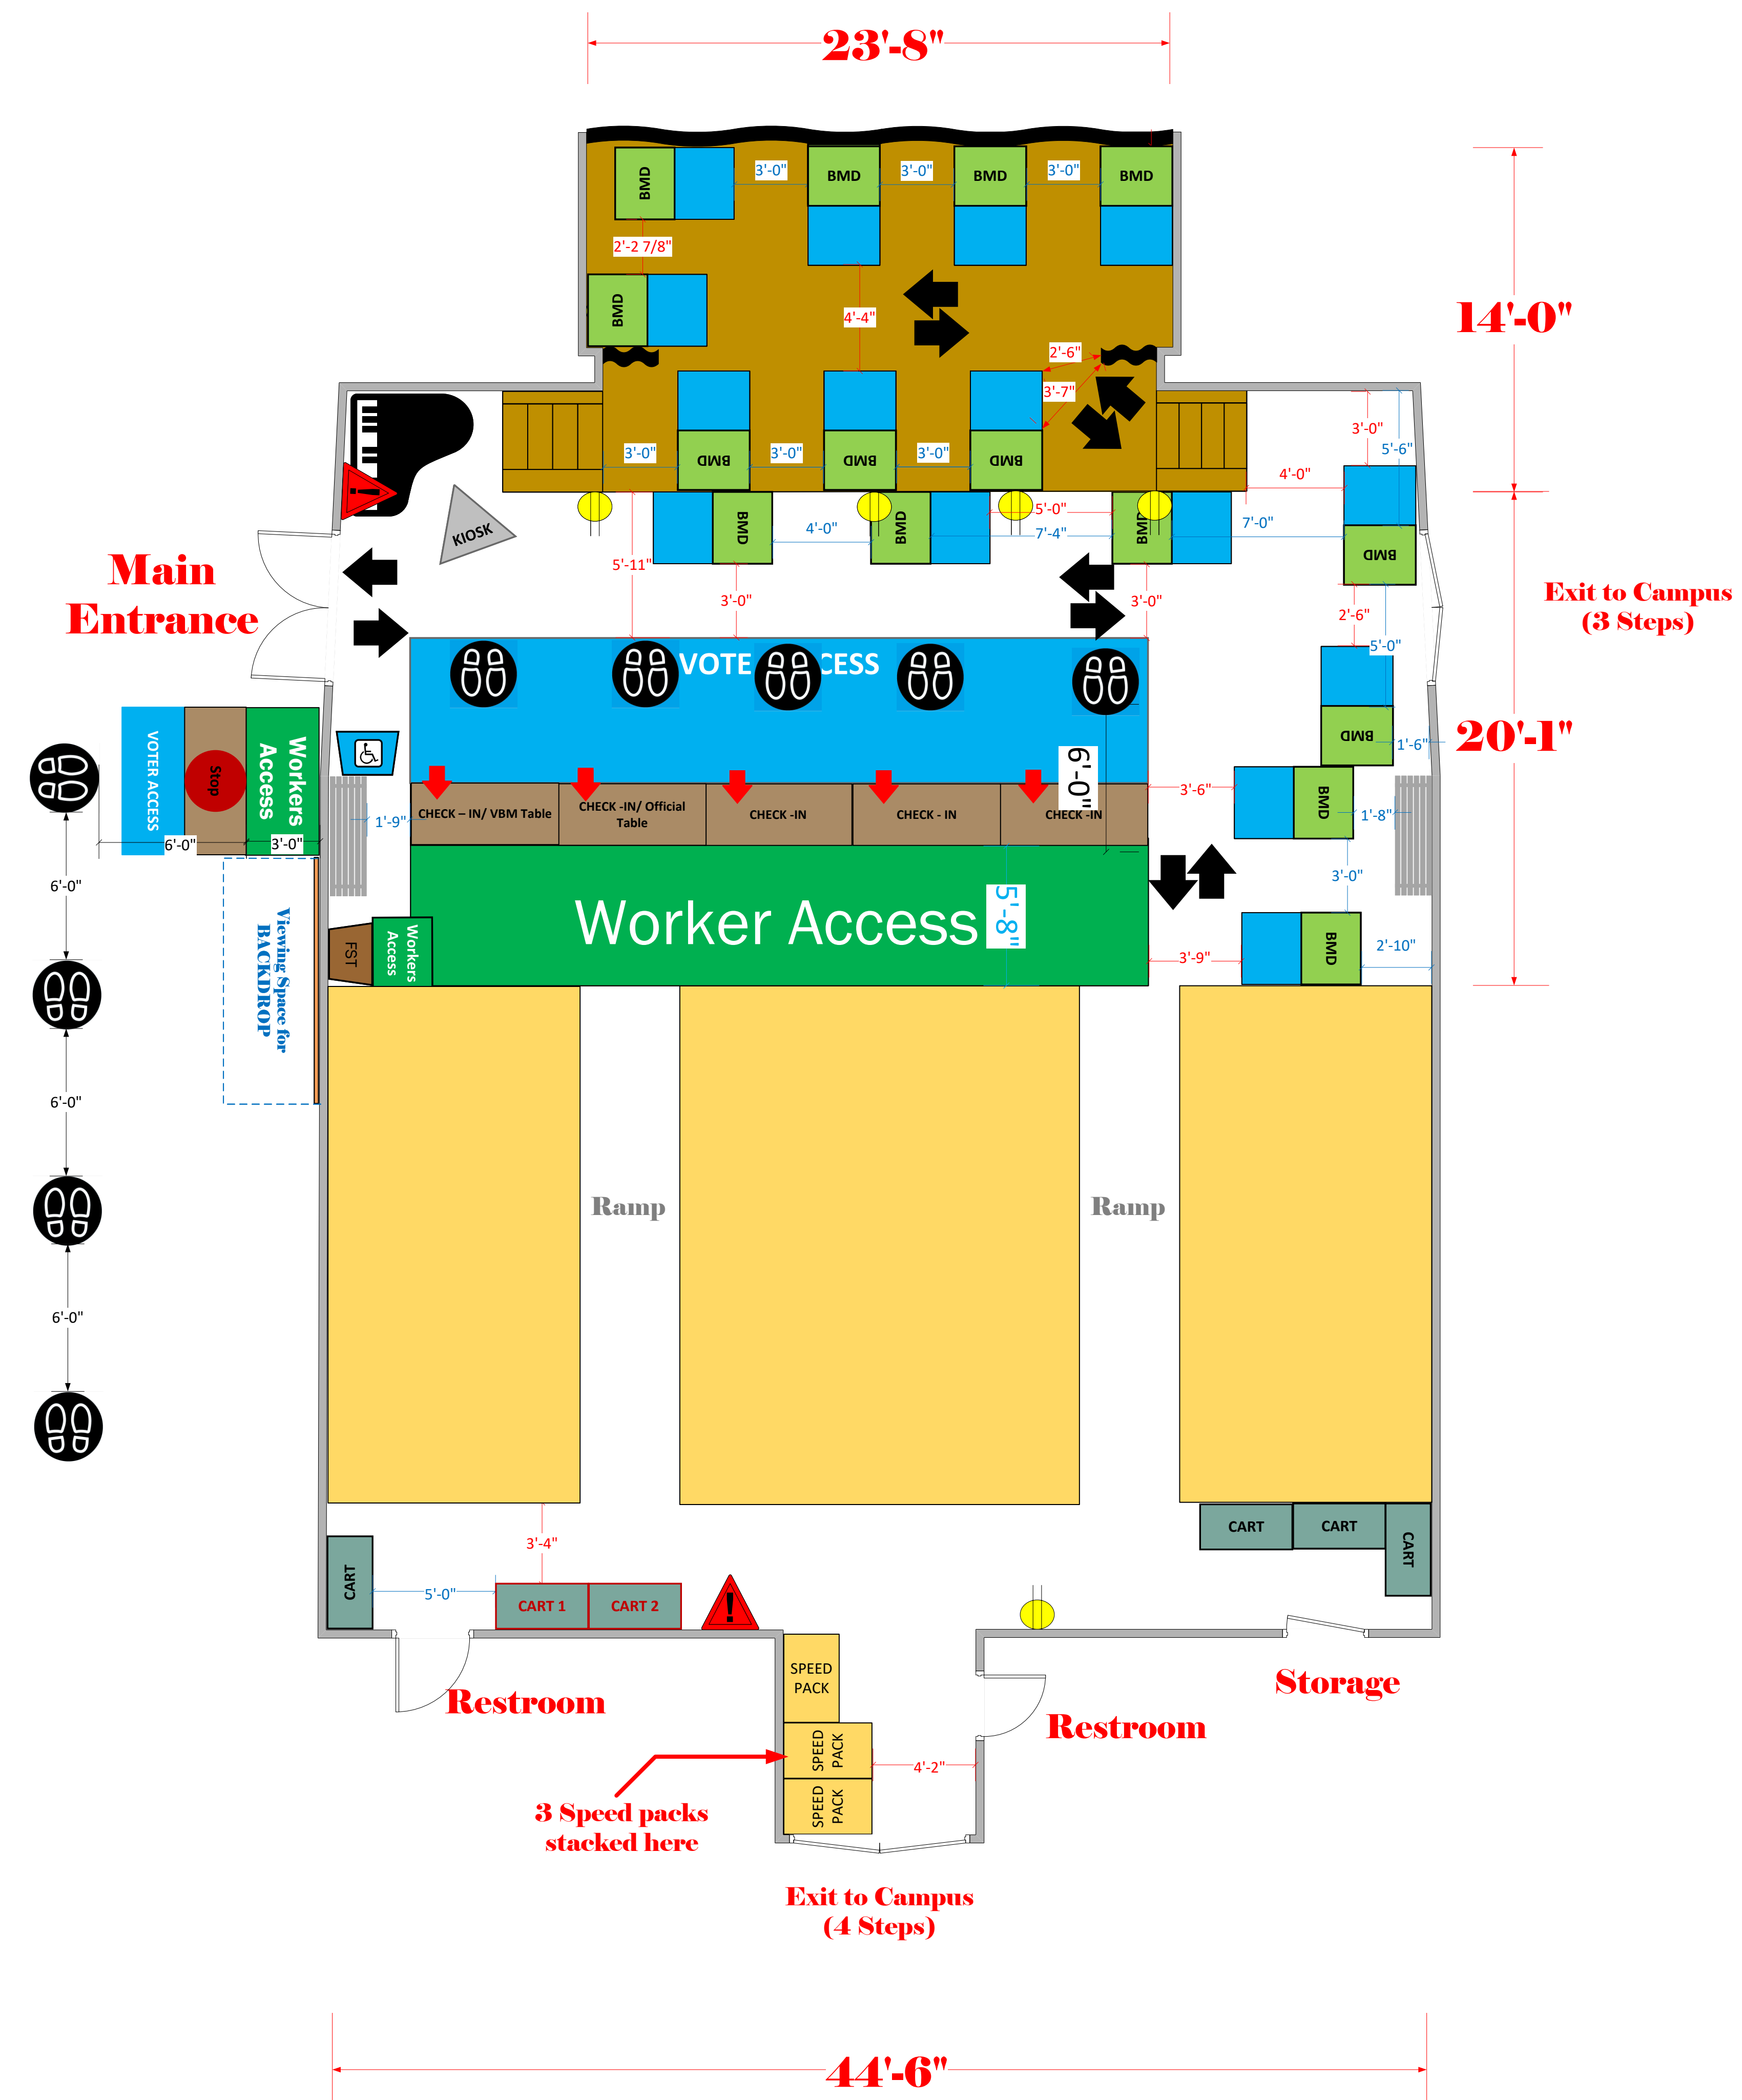 23'-8"
BMD
3'-0"
BMD
3'-0"
BMD
3'-0"
BMD
2'-2 7/8"
BMD
4'-4"
14'-0"
2'-6"
3'-7"
3'-0"
5'-6"
3'-0"
BMD
3'-0"
BMD
3'-0"
BMD
4'-0"
KIOSK
BMD
4'-0"
BMD
5'-0"
7'-4"
BMD
7'-0"
BMD
5'-11"
3'-0"
3'-0"
Main
Entrance
2'-6"
5'-0"
Exit to Campus
(3 Steps)
VOTE
CESS
BMD
1'-6"
20'-1"
VOTER ACCESS
Stop
Workers
Access
6'-0"
3'-0"
1'-9"
CHECK – IN/ VBM Table
CHECK -IN/ Official
Table
CHECK -IN
CHECK - IN
CHECK -IN
6'-0"
3'-6"
BMD
1'-8"
3'-0"
6'-0"
Viewing Space for
BACKDROP
FST
Workers
Access
Worker Access
5'-8"
3'-9"
BMD
2'-10"
6'-0"
Ramp
Ramp
6'-0"
3'-4"
CART
5'-0"
CART 1
CART 2
CART
CART
CART
SPEED
PACK
Restroom
Storage
Restroom
SPEED
PACK
4'-2"
SPEED
PACK
3 Speed packs
stacked here
Exit to Campus
(4 Steps)
44'-6"